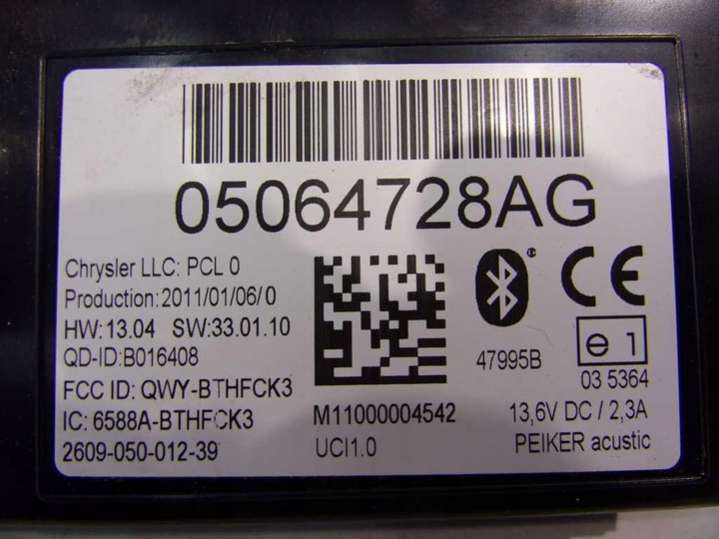 05064728AG
Chrysler LLC: PCL 0
Production: 2011/01/06/ 0
HW: 13.04 SW:33.01.10
QD-ID:B016408
FCC ID: QWY-BTHFCK3
IC: 6588A-BTHFCK3
2609-050-012-39
M11000004542
UCI1.0
47995B
CE
e 1
03 5364
13,6V DC / 2,3A
PEIKER acustic